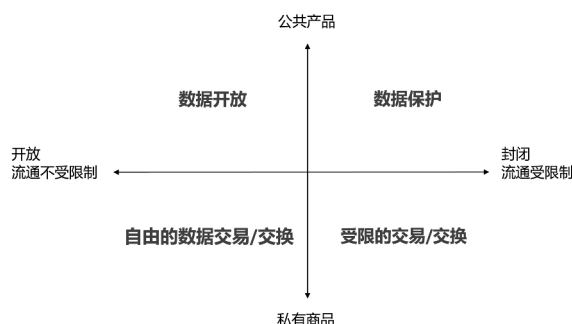 公共产品
数据开放
数据保护
开放
流通不受限制
封闭
流通受限制
自由的数据交易/交换
受限的交易/交换
私有商品